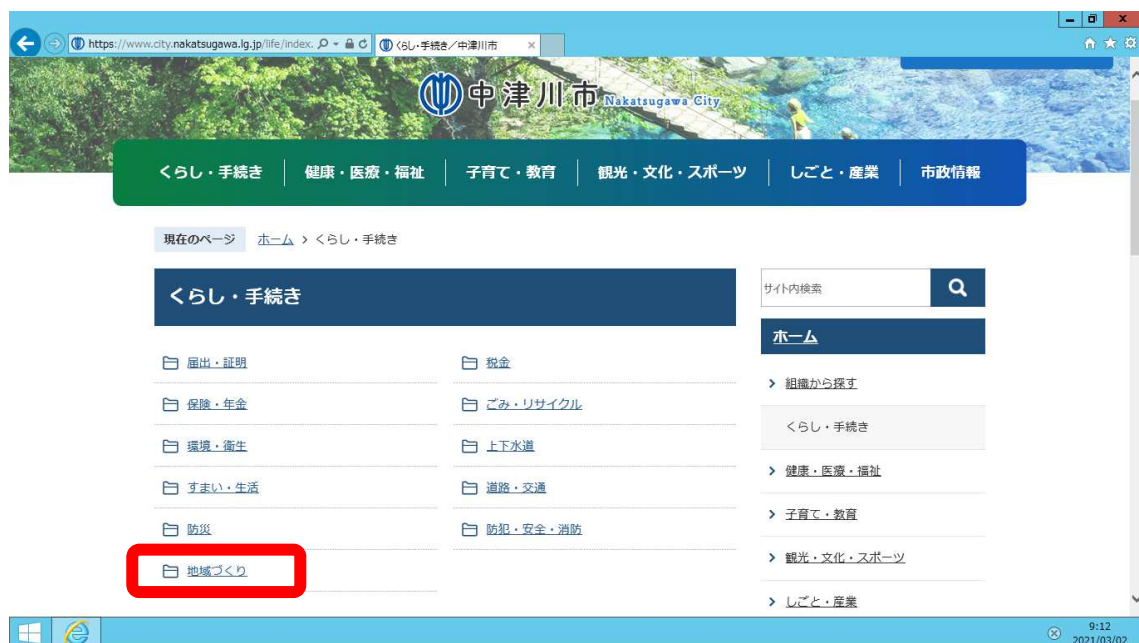 https://www.city.nakatsugawa.lg.jp/life/index.
くらし・手続き／中津川市
中津川市 Nakatsugawa City
くらし・手続き 健康・医療・福祉 子育て・教育 観光・文化・スポーツ しごと・産業 市政情報
現在のページ ホーム > くらし・手続き
くらし・手続き
サイト内検索
届出・証明 税金
保険・年金 ごみ・リサイクル
環境・衛生 上下水道
すまい・生活 道路・交通
防災 防犯・安全・消防
地域づくり
ホーム
組織から探す
くらし・手続き
健康・医療・福祉
子育て・教育
観光・文化・スポーツ
しごと・産業
9:12
2021/03/02